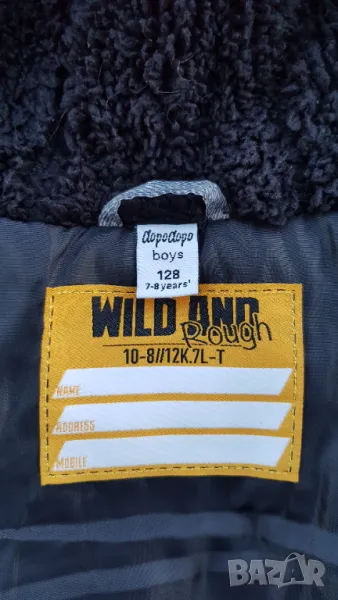 dopodopo
boys
128
7-8 years'
WILD AND
Rough
10-8//12K.7L-T
NAME
ADDRESS
MOBILE
BAZAR